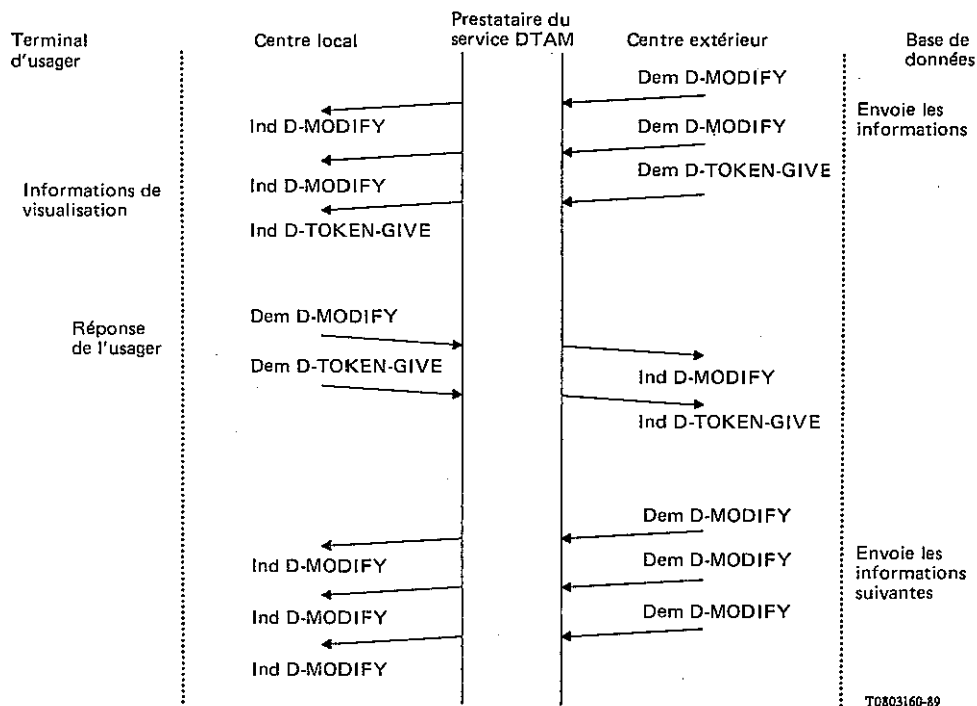 Terminal
d'usager
Centre local
Prestataire du
service DTAM
Centre extérieur
Base de
données
Dem D-MODIFY
Ind D-MODIFY
Envoie les
informations
Dem D-MODIFY
Ind D-MODIFY
Dem D-TOKEN-GIVE
Informations de
visualisation
Ind D-TOKEN-GIVE
Réponse
de l'usager
Dem D-MODIFY
Ind D-MODIFY
Dem D-TOKEN-GIVE
Ind D-TOKEN-GIVE
Dem D-MODIFY
Ind D-MODIFY
Envoie les
informations
suivantes
Dem D-MODIFY
Ind D-MODIFY
Dem D-MODIFY
Ind D-MODIFY
T0803160-89